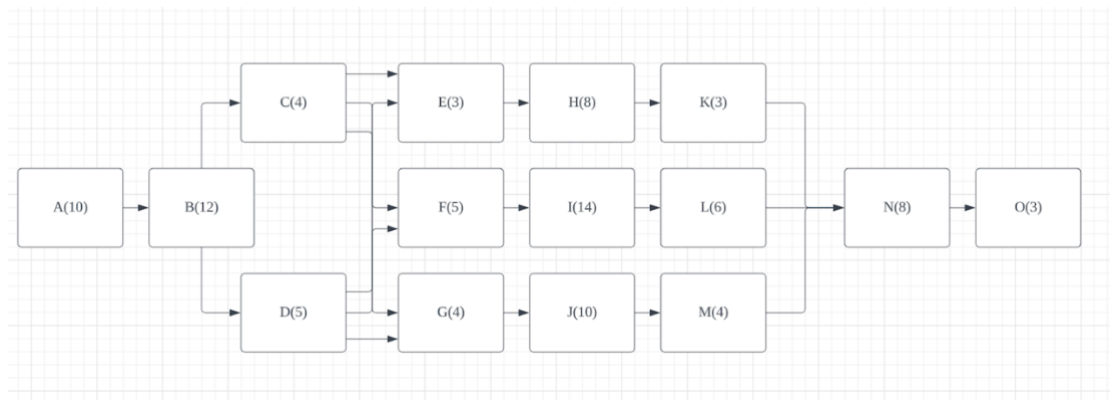 C(4)
E(3)
H(8)
K(3)
A(10)
B(12)
F(5)
I(14)
L(6)
N(8)
O(3)
D(5)
G(4)
J(10)
M(4)